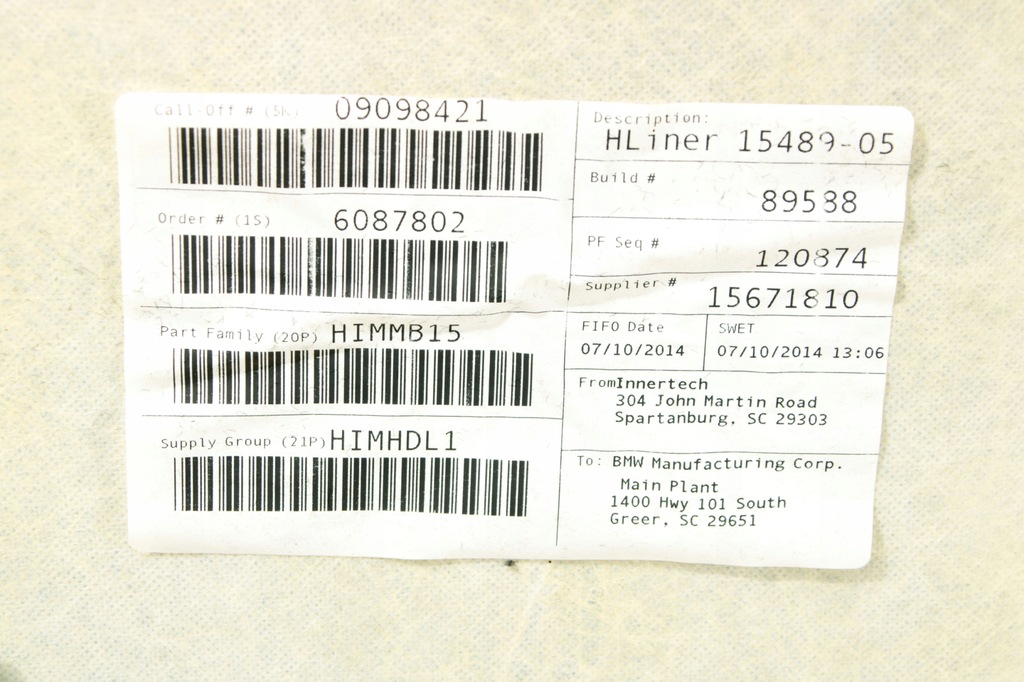 Call-Off # (5K) 09098421
Order # (1S) 6087802
Part Family (20P) HIMMB15
Supply Group (21P) HIMHDL1
Description:
HLiner 15489-05
Build #
89538
PF Seq #
120874
Supplier #
15671810
FIFO Date
07/10/2014
SWET
07/10/2014 13:06
From Innertech
304 John Martin Road
Spartanburg, SC 29303
To: BMW Manufacturing Corp.
Main Plant
1400 Hwy 101 South
Greer, SC 29651